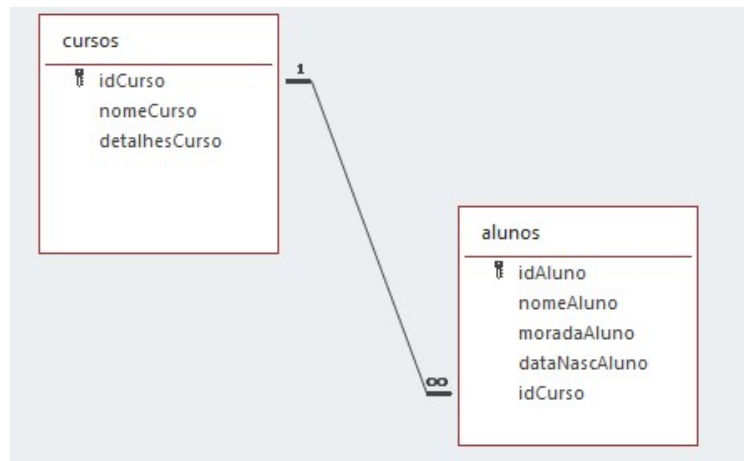 cursos
idCurso
nomeCurso
detalhesCurso
1
alunos
idAluno
nomeAluno
moradaAluno
dataNascAluno
idCurso
∞